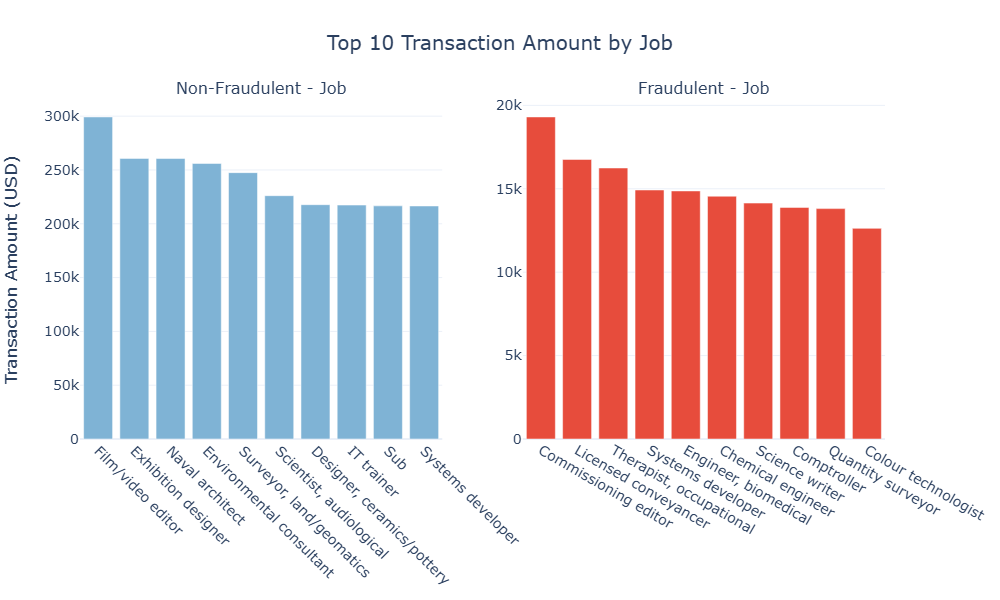 Top 10 Transaction Amount by Job
Non-Fraudulent - Job
Fraudulent - Job
Transaction Amount (USD)
300k
250k
200k
150k
100k
50k
0
Film/video editor
Exhibition designer
Naval architect
Environmental consultant
Surveyor, land/geomatics
Scientist, audiological
Designer, ceramics/pottery
IT trainer
Sub
Systems developer
20k
15k
10k
5k
0
Commissioning editor
Licensed conveyancer
Therapist, occupational
Systems developer
Engineer, biomedical
Chemical engineer
Science writer
Comptroller
Quantity surveyor
Colour technologist